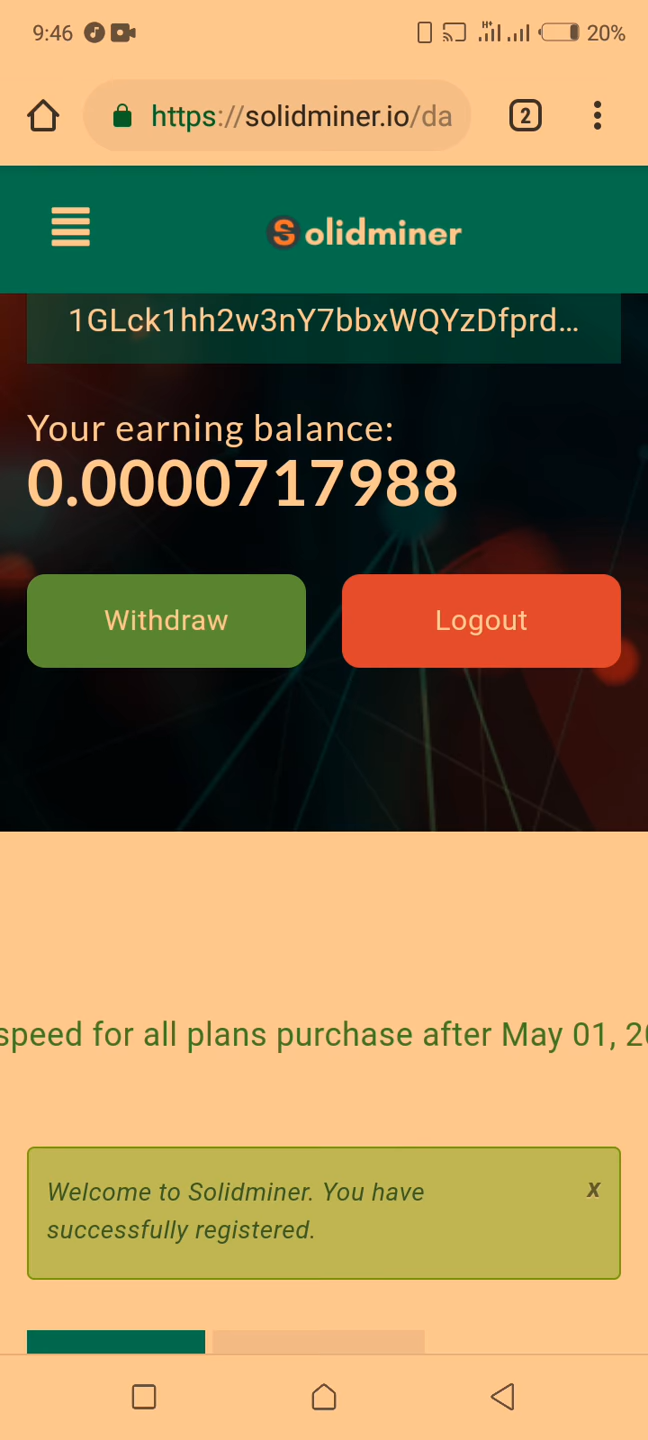 9:46 H+ 20%
https://solidminer.io/da 2
Solidminer
1GLck1hh2w3nY7bbxWQYzDfprd...
Your earning balance:
0.0000717988
Withdraw Logout
speed for all plans purchase after May 01, 20
Welcome to Solidminer. You have x
successfully registered.